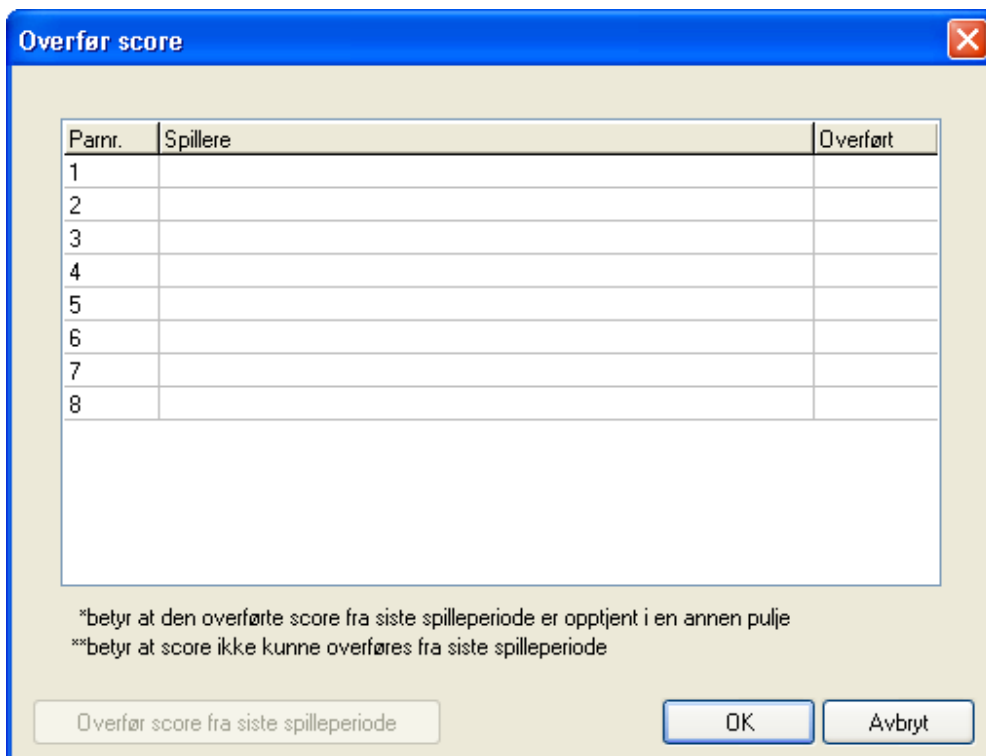 Overfør score
Parnr. Spillere Overført
1
2
3
4
5
6
7
8
*betyr at den overførte score fra siste spilleperiode er opptjent i en annen pulje
**betyr at score ikke kunne overføres fra siste spilleperiode
Overfør score fra siste spilleperiode OK Avbryt